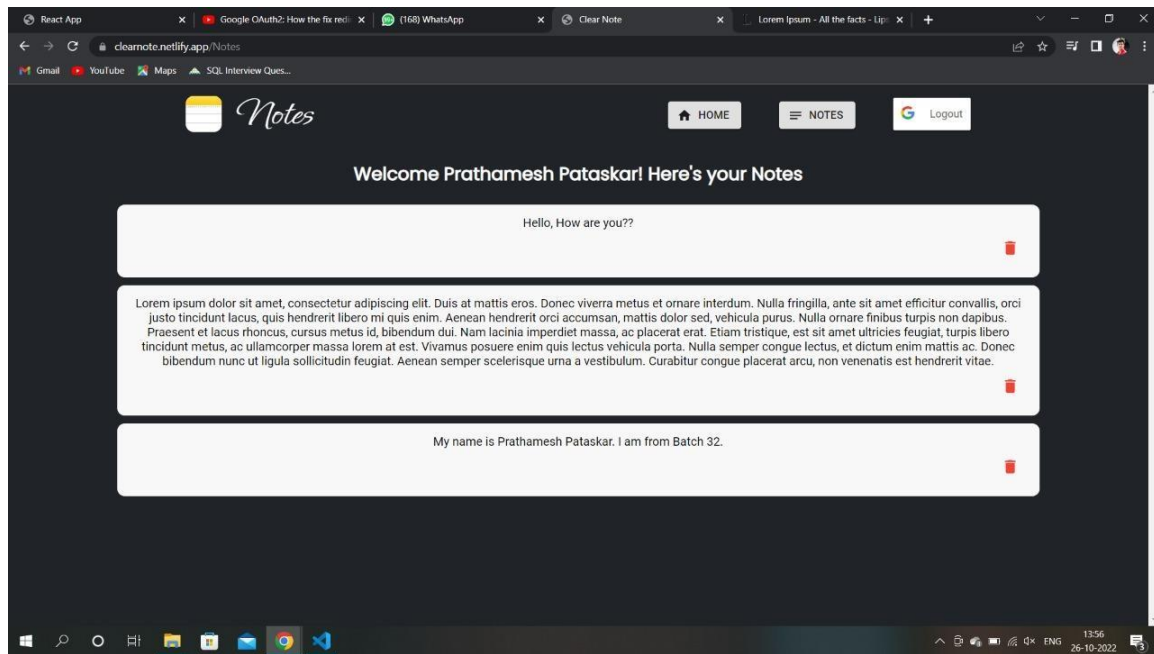 React App
Google OAuth2: How the fix redi
(168) WhatsApp
Clear Note
Lorem Ipsum - All the facts - Lip
clearnote.netlify.app/Notes
Gmail YouTube Maps SQL Interview Ques...
Notes
HOME
NOTES
G Logout
Welcome Prathamesh Pataskar! Here's your Notes
Hello, How are you??
Lorem ipsum dolor sit amet, consectetur adipiscing elit. Duis at mattis eros. Donec viverra metus et ornare interdum. Nulla fringilla, ante sit amet efficitur convallis, orci
justo tincidunt lacus, quis hendrerit libero mi quis enim. Aenean hendrerit orci accumsan, mattis dolor sed, vehicula purus. Nulla ornare finibus turpis non dapibus.
Praesent et lacus rhoncus, cursus metus id, bibendum dui. Nam lacinia imperdiet massa, ac placerat erat. Etiam tristique, est sit amet ultricies feugiat, turpis libero
tincidunt metus, ac ullamcorper massa lorem at est. Vivamus posuere enim quis lectus vehicula porta. Nulla semper congue lectus, et dictum enim mattis ac. Donec
bibendum nunc ut ligula sollicitudin feugiat. Aenean semper scelerisque urna a vestibulum. Curabitur congue placerat arcu, non venenatis est hendrerit vitae.
My name is Prathamesh Pataskar. I am from Batch 32.
ENG
13:56
26-10-2022
3